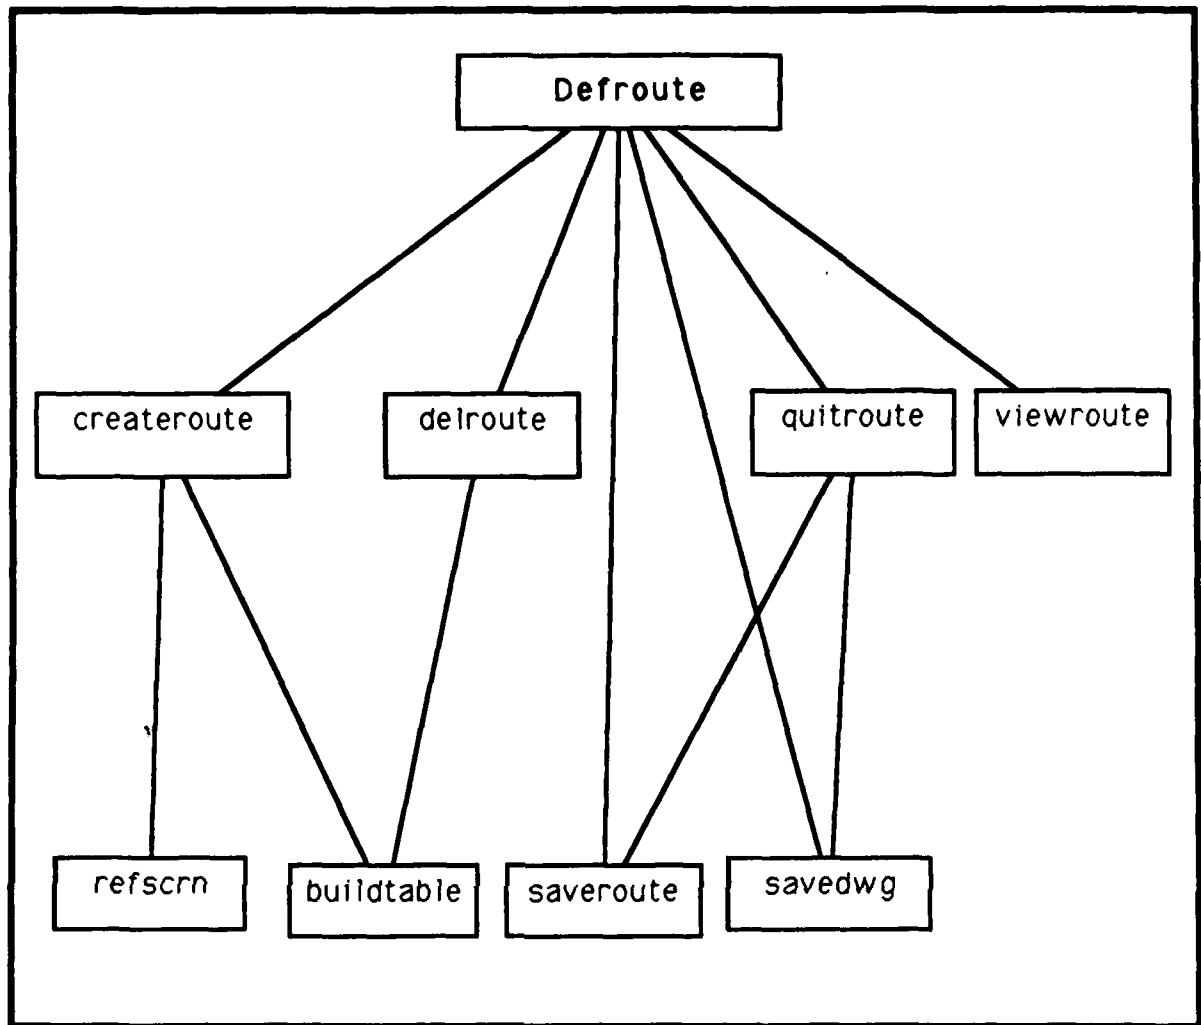 Defroute
createroute
delroute
quitroute
viewroute
refscrn
buildtable
saveroute
savedwg